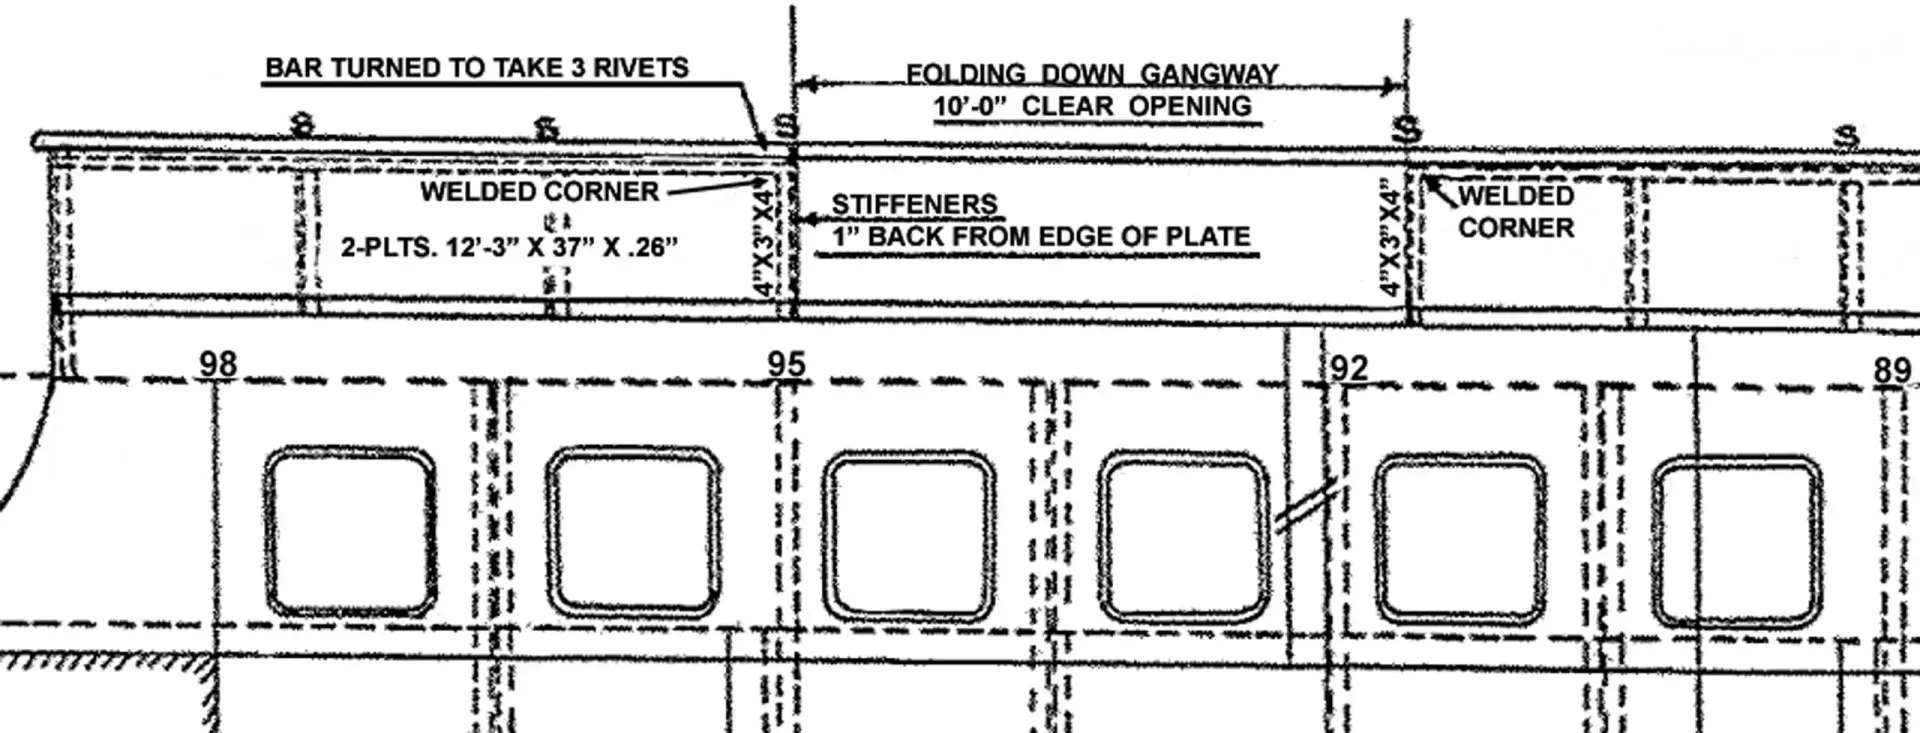 BAR TURNED TO TAKE 3 RIVETS
FOLDING DOWN GANGWAY
10'-0" CLEAR OPENING
S
S
S
S
S
WELDED CORNER
4"X3"X4"
STIFFENERS
1" BACK FROM EDGE OF PLATE
4"X3"X4"
WELDED
CORNER
2-PLTS. 12'-3" X 37" X .26"
98
95
92
89